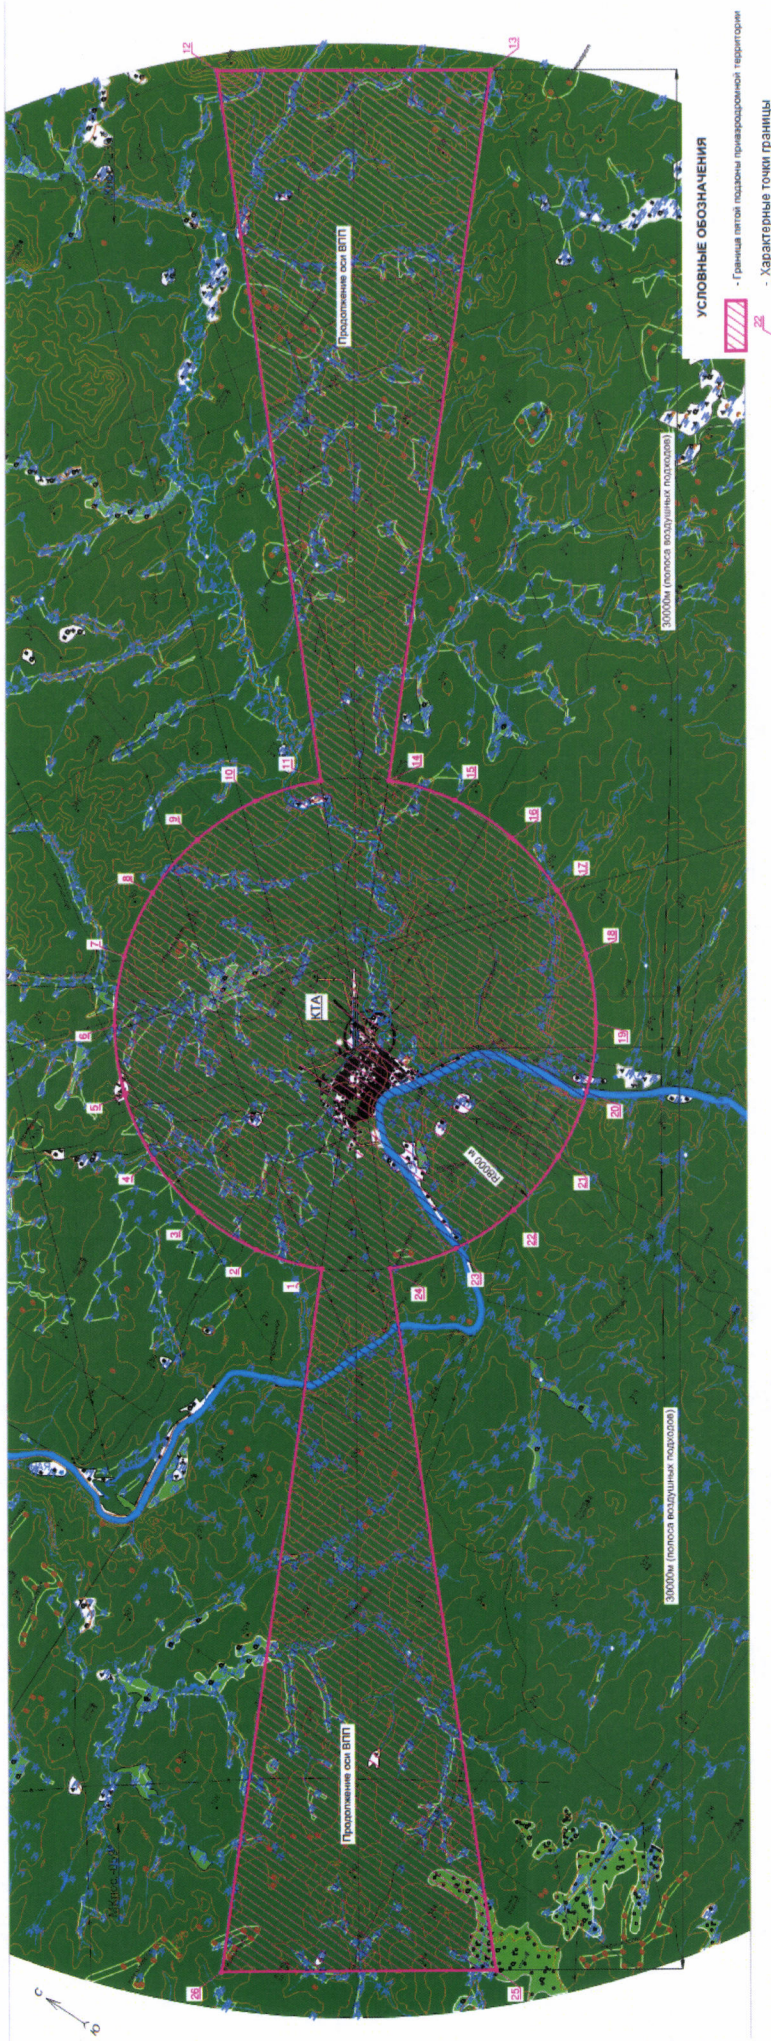 12
13
Продолжение оси ВПП
УСЛОВНЫЕ ОБОЗНАЧЕНИЯ
- Граница пятой подзоны приаэродромной территории
22
- Характерные точки границы
30000м (полоса воздушных подходов)
11
10
9
8
7
6
5
4
3
2
1
14
15
16
17
18
19
20
21
22
23
24
КТА
R8000 м
30000м (полоса воздушных подходов)
Продолжение оси ВПП
26
25
С
Ю